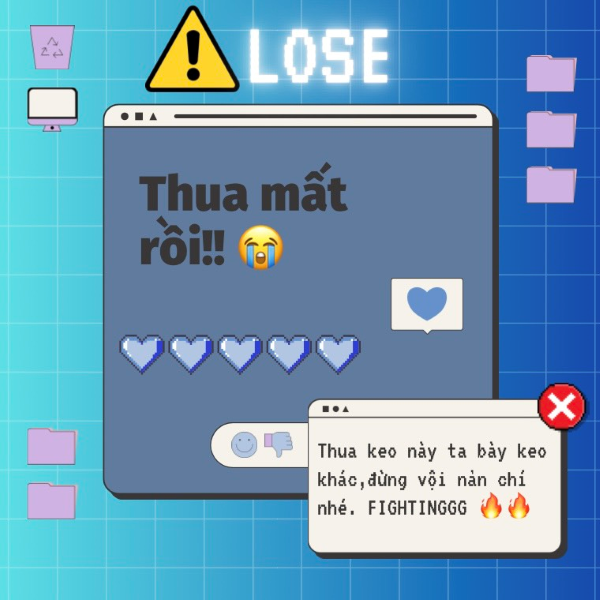 LOSE
Thua mất
rồi!! 😭
Thua keo này ta bày keo
khác,đừng vội nản chí
nhé. FIGHTINGGG 🔥🔥